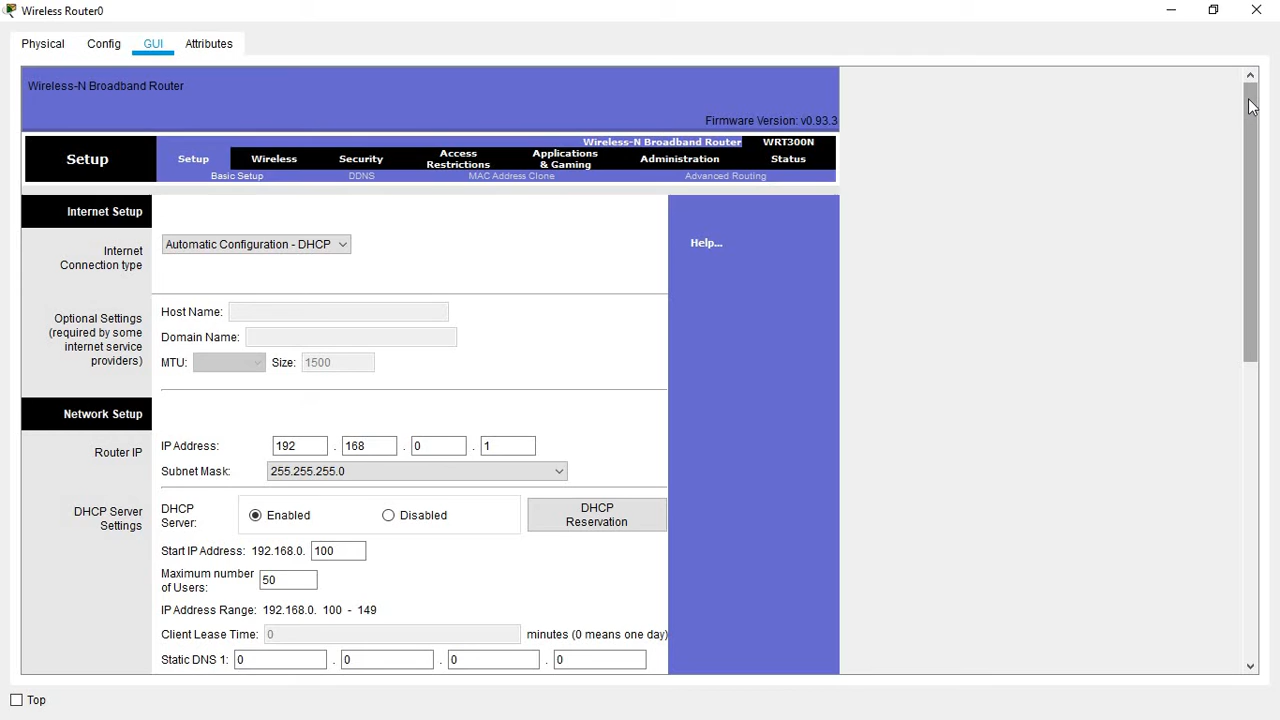 Wireless Router0
Physical Config GUI Attributes
Wireless-N Broadband Router
Firmware Version: v0.93.3
Wireless-N Broadband Router WRT300N
Setup Setup Wireless Security Access Restrictions Applications & Gaming Administration Status
Basic Setup DDNS MAC Address Clone Advanced Routing
Internet Setup
Internet Connection type
Automatic Configuration - DHCP
Help...
Optional Settings
(required by some
internet service
providers)
Host Name:
Domain Name:
MTU: Size: 1500
Network Setup
Router IP
IP Address: 192 . 168 . 0 . 1
Subnet Mask: 255.255.255.0
DHCP Server
Settings
DHCP
Server: Enabled Disabled DHCP
Reservation
Start IP Address: 192.168.0. 100
Maximum number
of Users: 50
IP Address Range: 192.168.0. 100 - 149
Client Lease Time: 0 minutes (0 means one day)
Static DNS 1: 0 . 0 . 0 . 0
Top